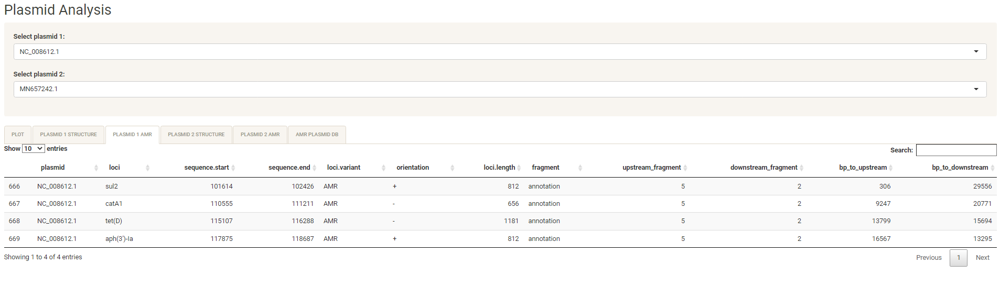 Plasmid Analysis
Select plasmid 1:
NC_008612.1
Select plasmid 2:
MN657242.1
PLOT PLASMID 1 STRUCTURE PLASMID 1 AMR PLASMID 2 STRUCTURE PLASMID 2 AMR AMR PLASMID DB
Show 10 entries Search:
plasmid loci sequence.start sequence.end loci.variant orientation loci.length fragment upstream_fragment downstream_fragment bp_to_upstream bp_to_downstream
666 NC_008612.1 sul2 101614 102426 AMR + 812 annotation 5 2 306 29556
667 NC_008612.1 catA1 110555 111211 AMR - 656 annotation 5 2 9247 20771
668 NC_008612.1 tet(D) 115107 116288 AMR - 1181 annotation 5 2 13799 15694
669 NC_008612.1 aph(3')-Ia 117875 118687 AMR + 812 annotation 5 2 16567 13295
Showing 1 to 4 of 4 entries Previous 1 Next